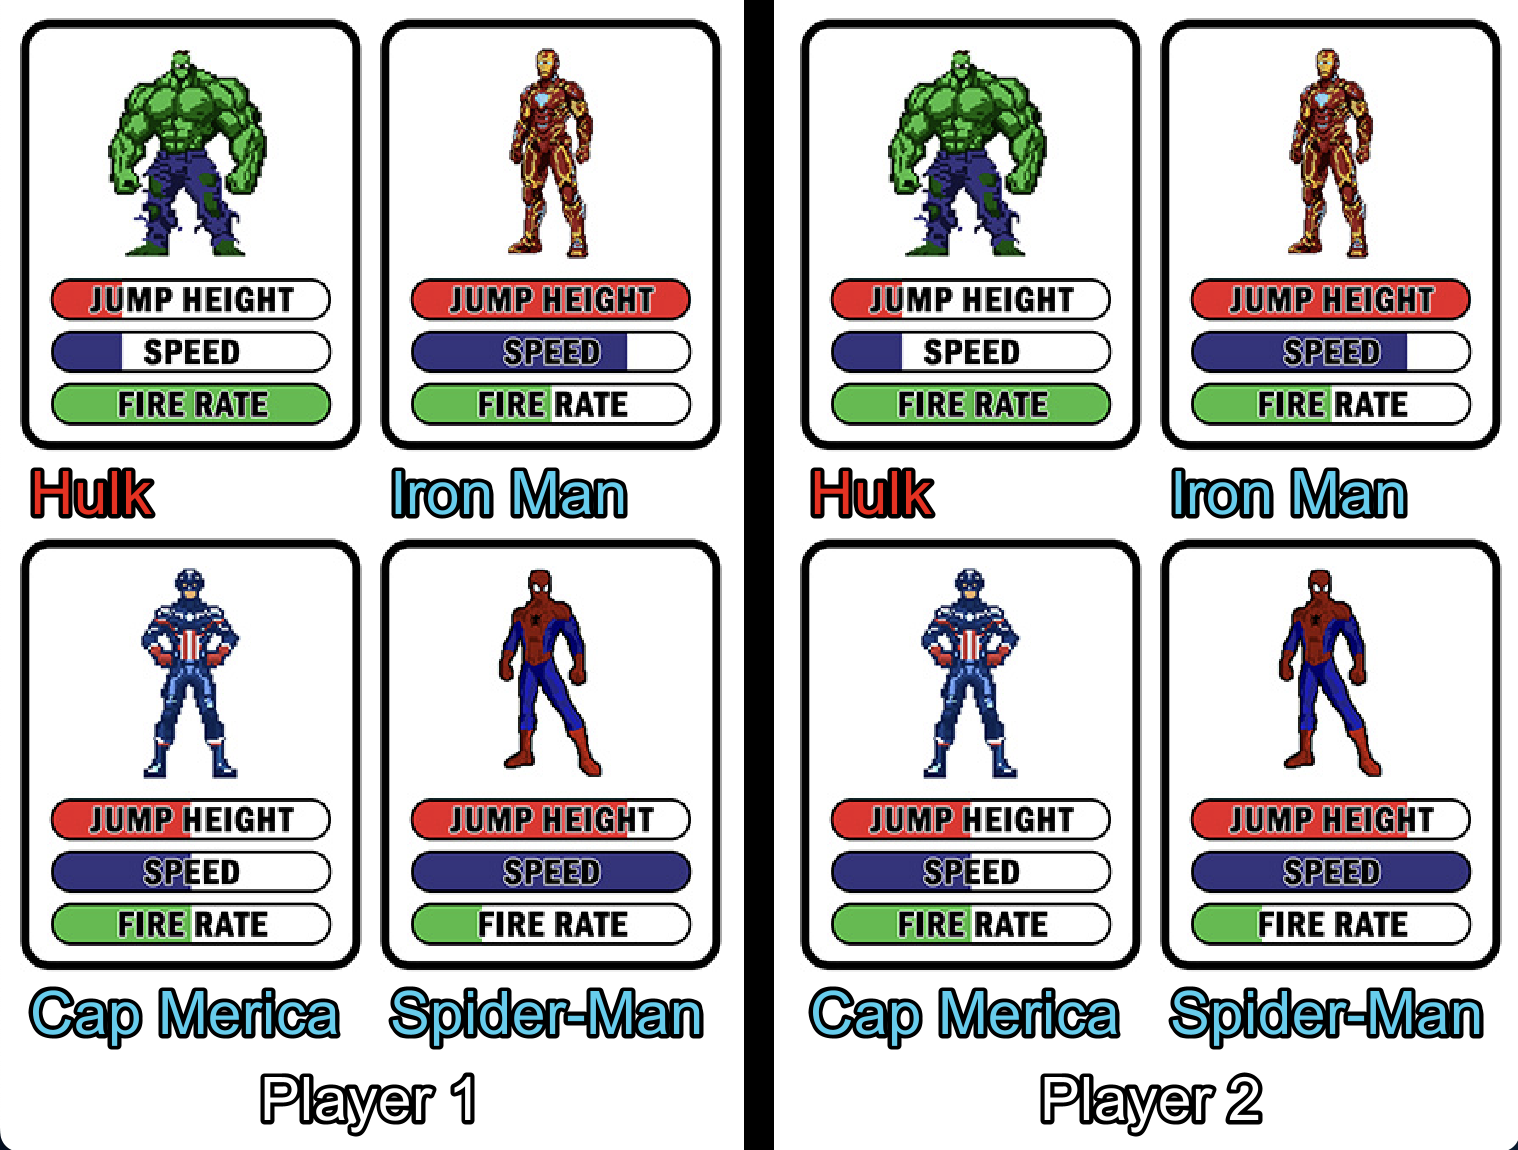 JUMP HEIGHT
SPEED
FIRE RATE
Hulk
JUMP HEIGHT
SPEED
FIRE RATE
Iron Man
JUMP HEIGHT
SPEED
FIRE RATE
Cap Merica
JUMP HEIGHT
SPEED
FIRE RATE
Spider-Man
Player 1
JUMP HEIGHT
SPEED
FIRE RATE
Hulk
JUMP HEIGHT
SPEED
FIRE RATE
Iron Man
JUMP HEIGHT
SPEED
FIRE RATE
Cap Merica
JUMP HEIGHT
SPEED
FIRE RATE
Spider-Man
Player 2